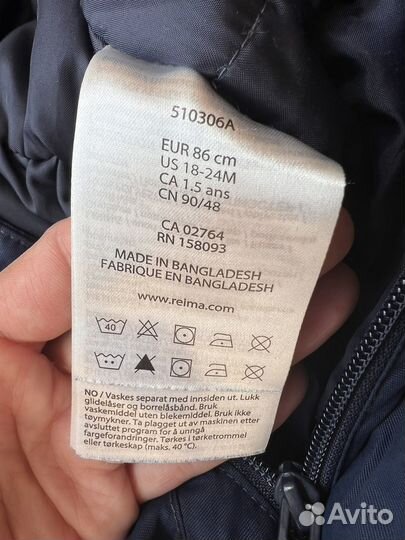 510306A
EUR 86 cm
US 18-24M
CA 1.5 ans
CN 90/48
CA 02764
RN 158093
MADE IN BANGLADESH
FABRIQUE EN BANGLADESH
www.reima.com
40
NO / Vaskes separat med innsiden ut. Lukk
glidelåser og borrelåsbånd. Bruk
vaskemiddel uten blekemiddel. Bruk ikke
tøymykner. Ta plagget ut av maskinen etter
avsluttet program for å unngå
fargeforandringer. Tørkes i tørketrommel
eller tørkeskap (maks. 40 °C).
Avito